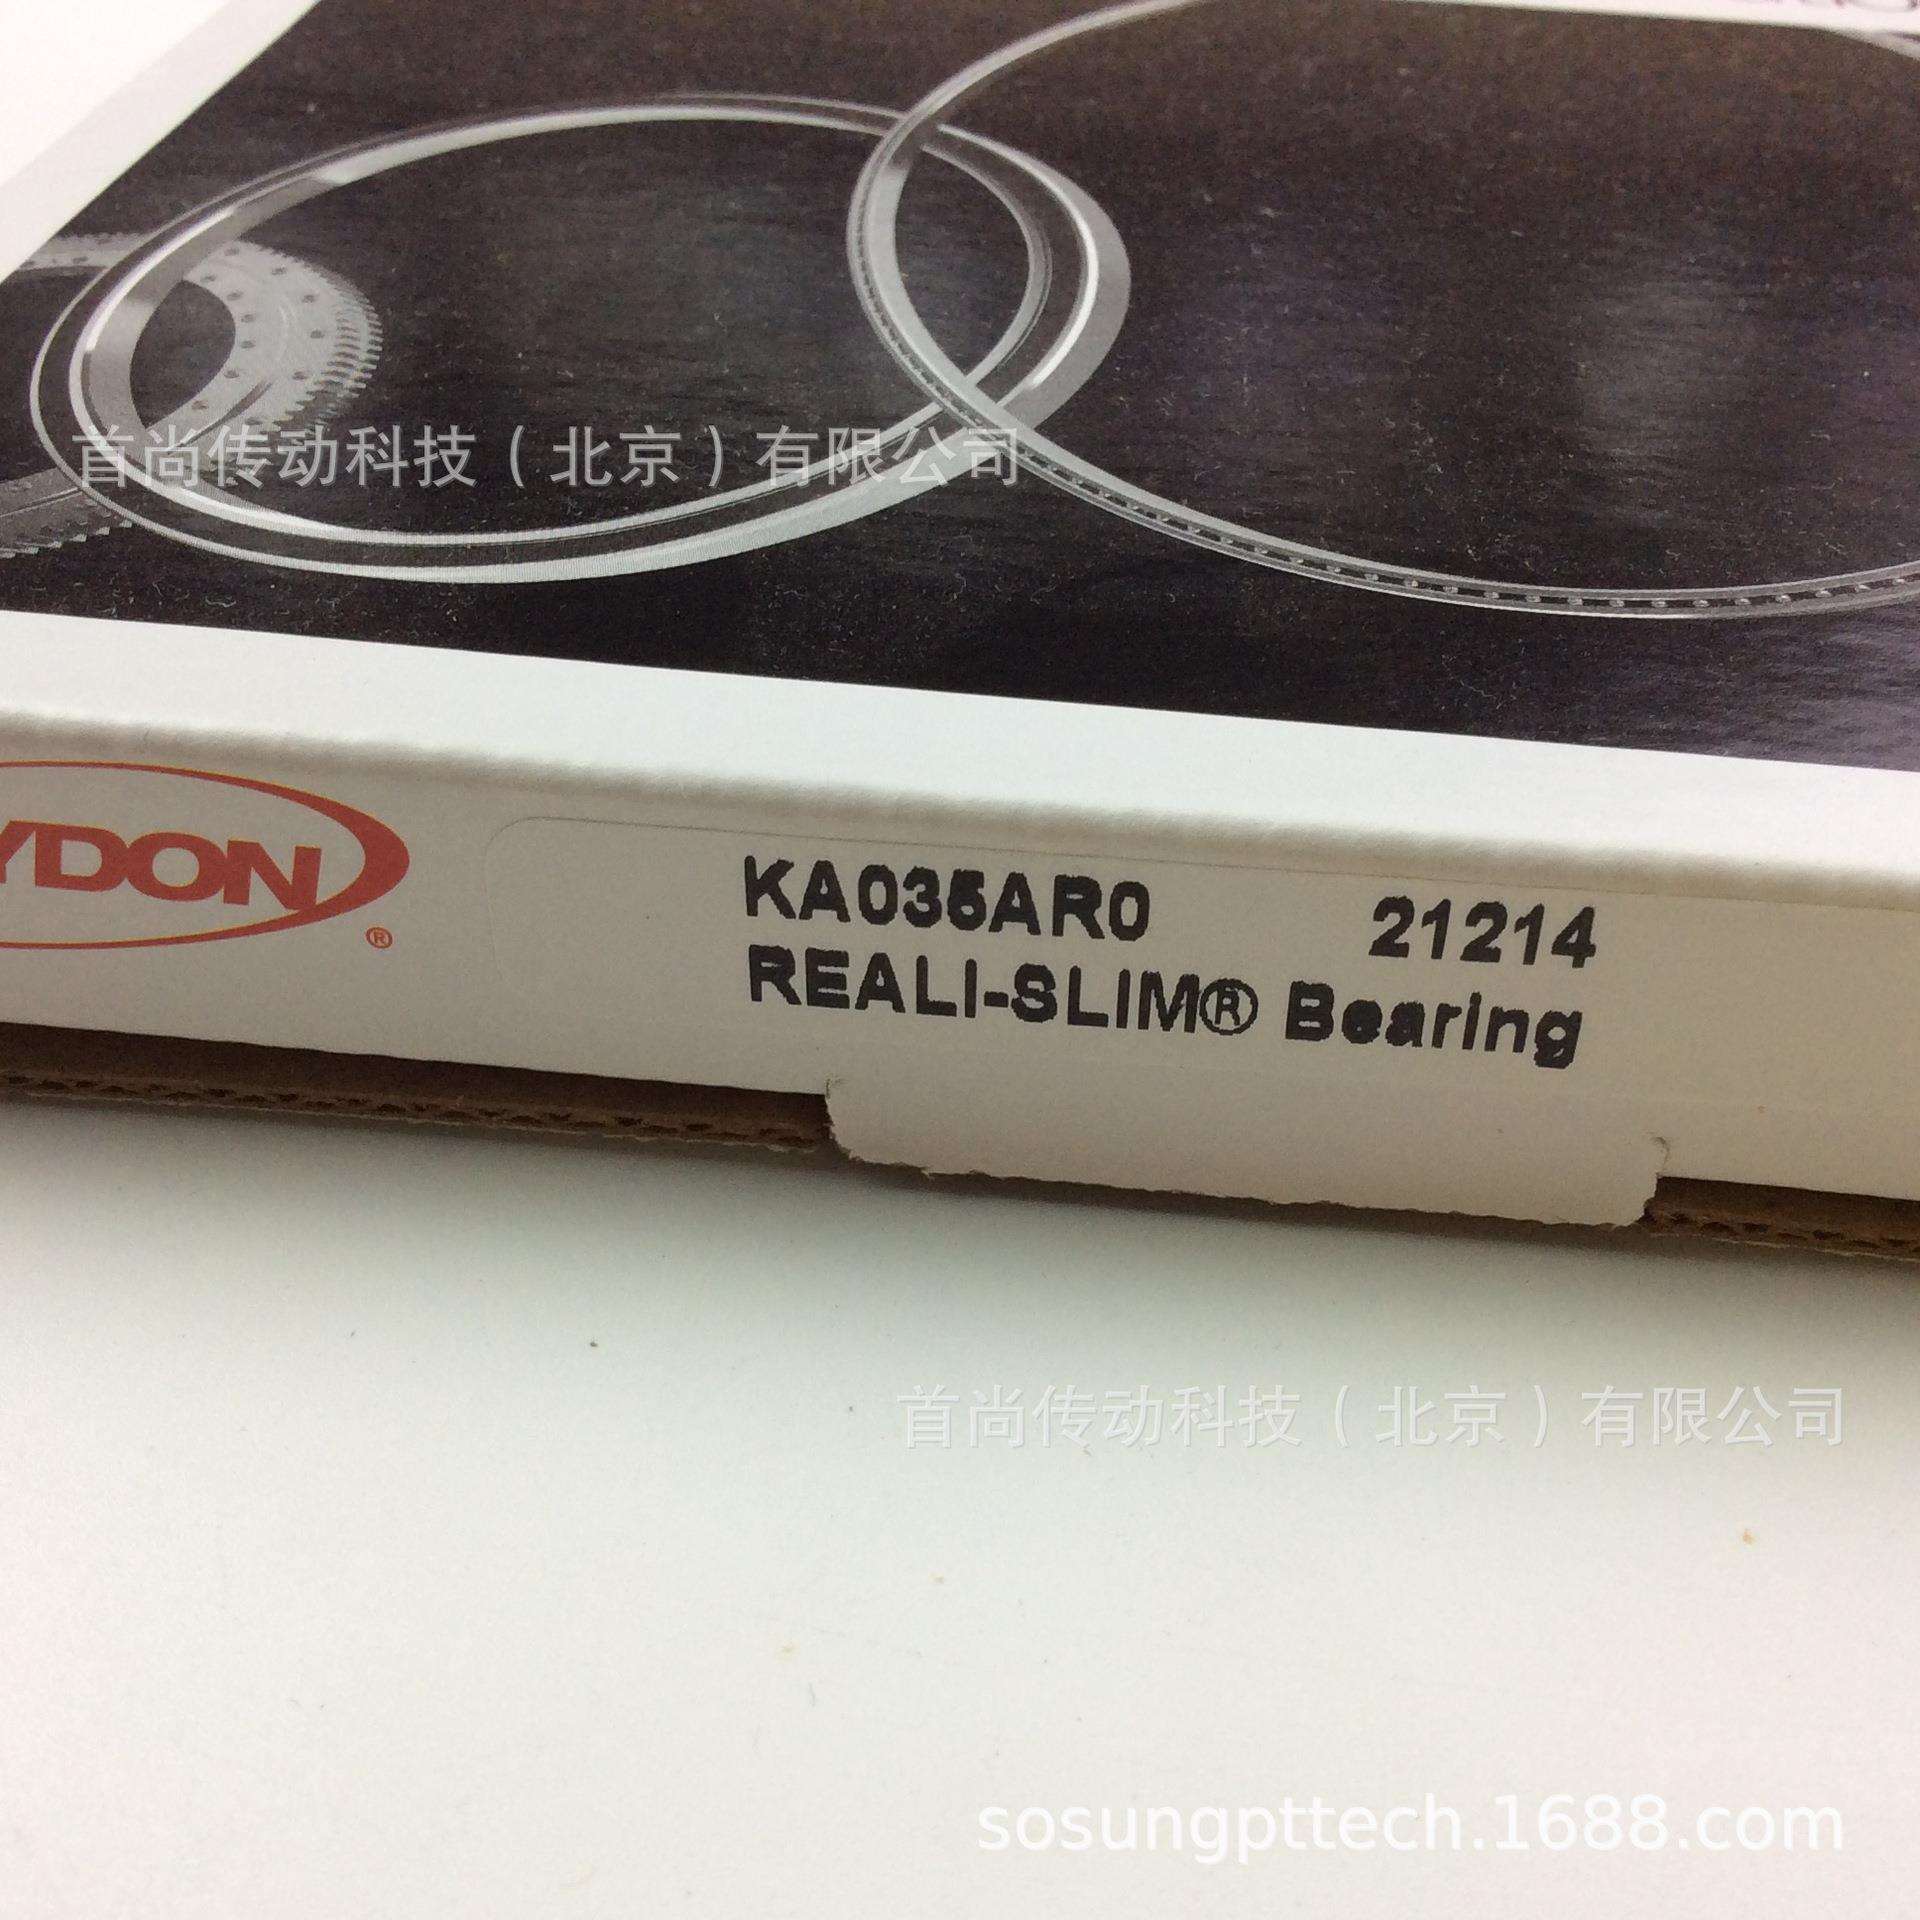 首尚传动科技（北京）有限公司
YDON
®
KA035AR0 21214
REALI-SLIM® Bearing
首尚传动科技（北京）有限公司
sosungpttech.1688.com